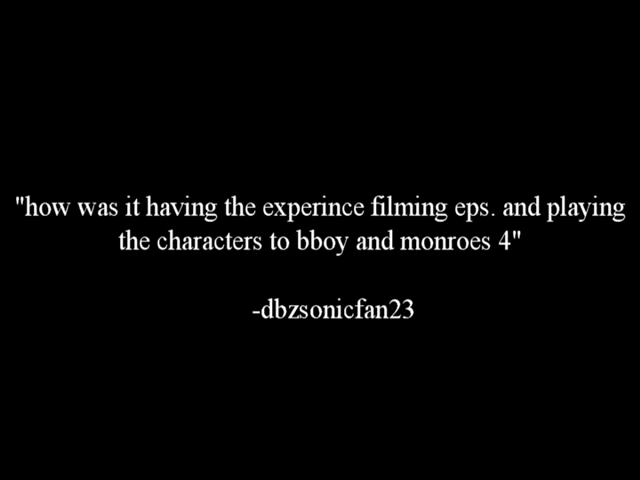 "how was it having the experince filming eps. and playing
the characters to bboy and monroes 4"
-dbzsonicfan23